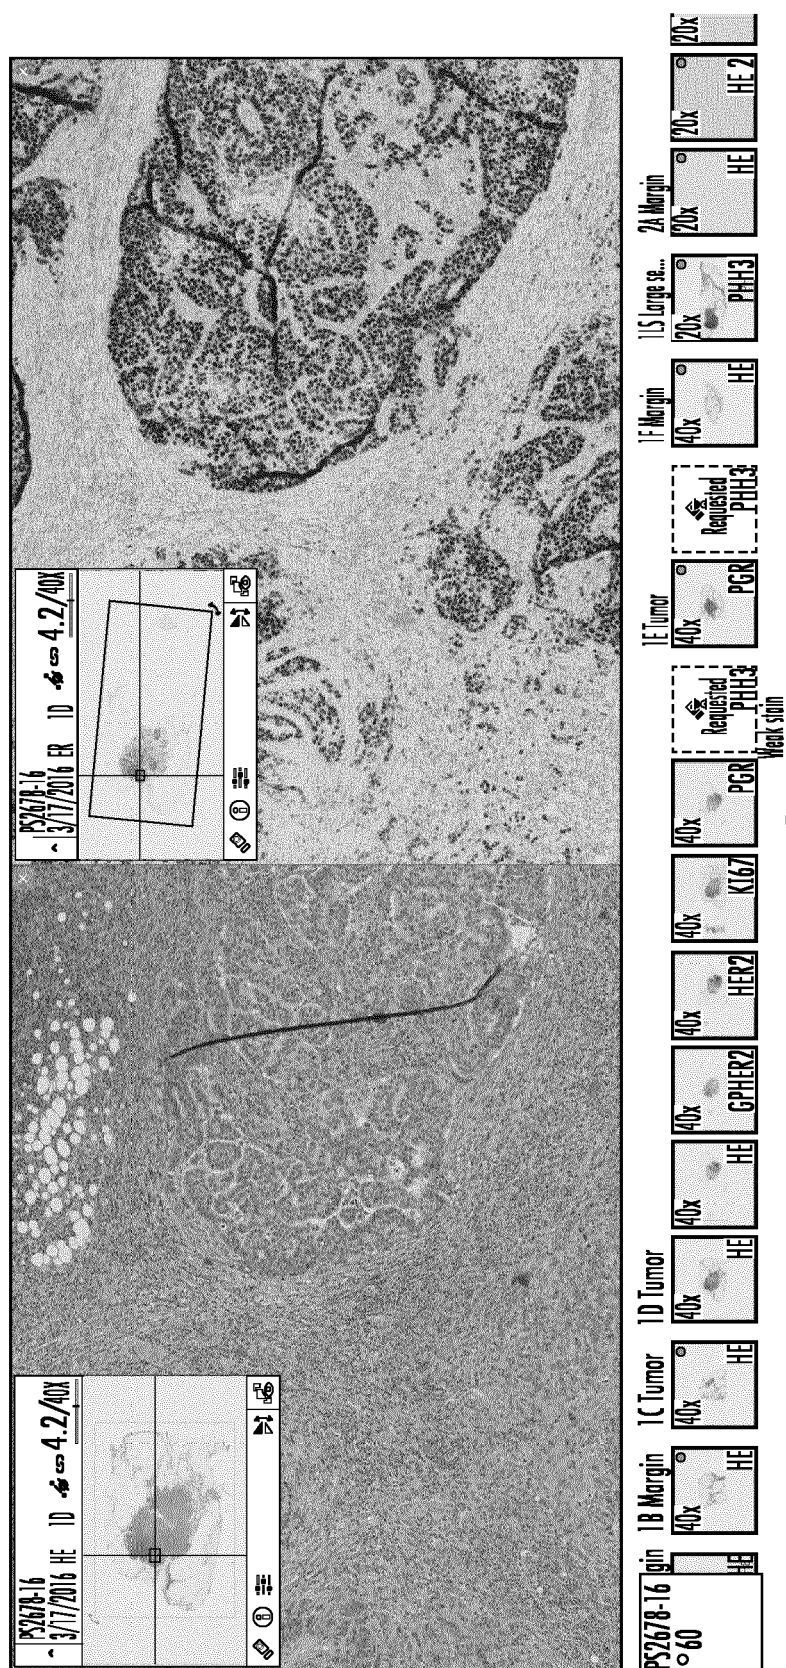 PS2678-16
3/17/2016 HE 1D 4.2/40X
PS2678-16
3/17/2016 ER 1D 4.2/40X
PS2678-16
60
gin
HE
1B Margin
40x
HE
1C Tumor
40x
HE
1D Tumor
40x
HE
40x
HE
40x
GPHER2
40x
HER2
40x
KI67
40x
PGR
Requested
PHH3
Weak stain
1E Tumor
40x
PGR
Requested
PHH3
1F Margin
40x
HE
1LS Large se...
20x
PHH3
2A Margin
20x
HE
20x
HE 2
20x